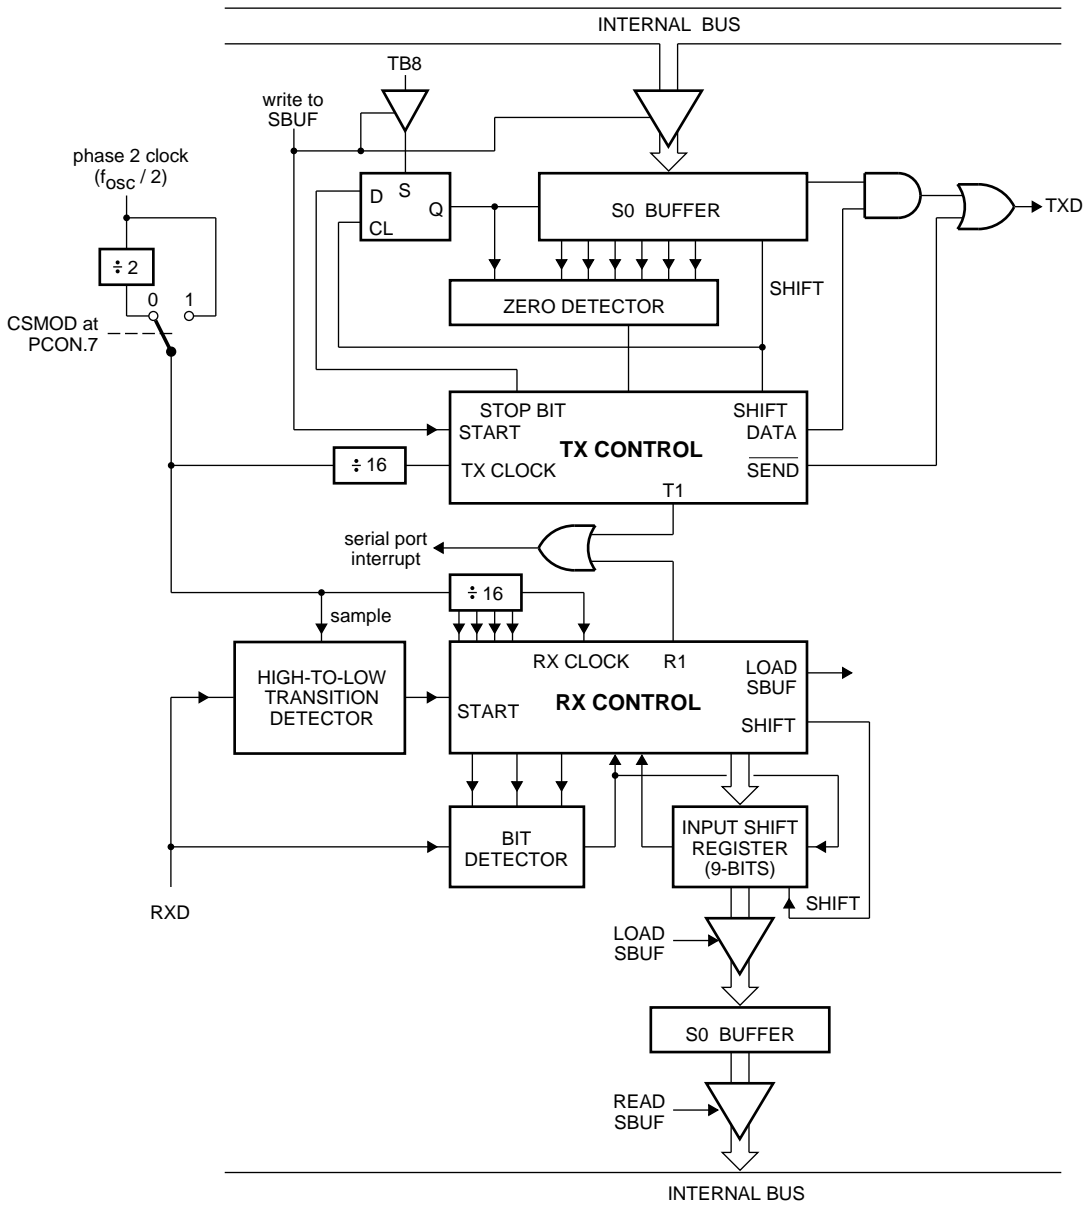 INTERNAL BUS
TB8
write to
SBUF
phase 2 clock
(fosc / 2)
D
S
Q
CL
S0 BUFFER
TXD
÷ 2
0
1
CSMOD at
PCON.7
ZERO DETECTOR
SHIFT
STOP BIT
SHIFT
START
DATA
TX CONTROL
÷ 16
TX CLOCK
SEND
T1
serial port
interrupt
÷ 16
sample
HIGH-TO-LOW
TRANSITION
DETECTOR
RX CLOCK
R1
LOAD
SBUF
START
RX CONTROL
SHIFT
BIT
DETECTOR
INPUT SHIFT
REGISTER
(9-BITS)
RXD
SHIFT
LOAD
SBUF
S0 BUFFER
READ
SBUF
INTERNAL BUS